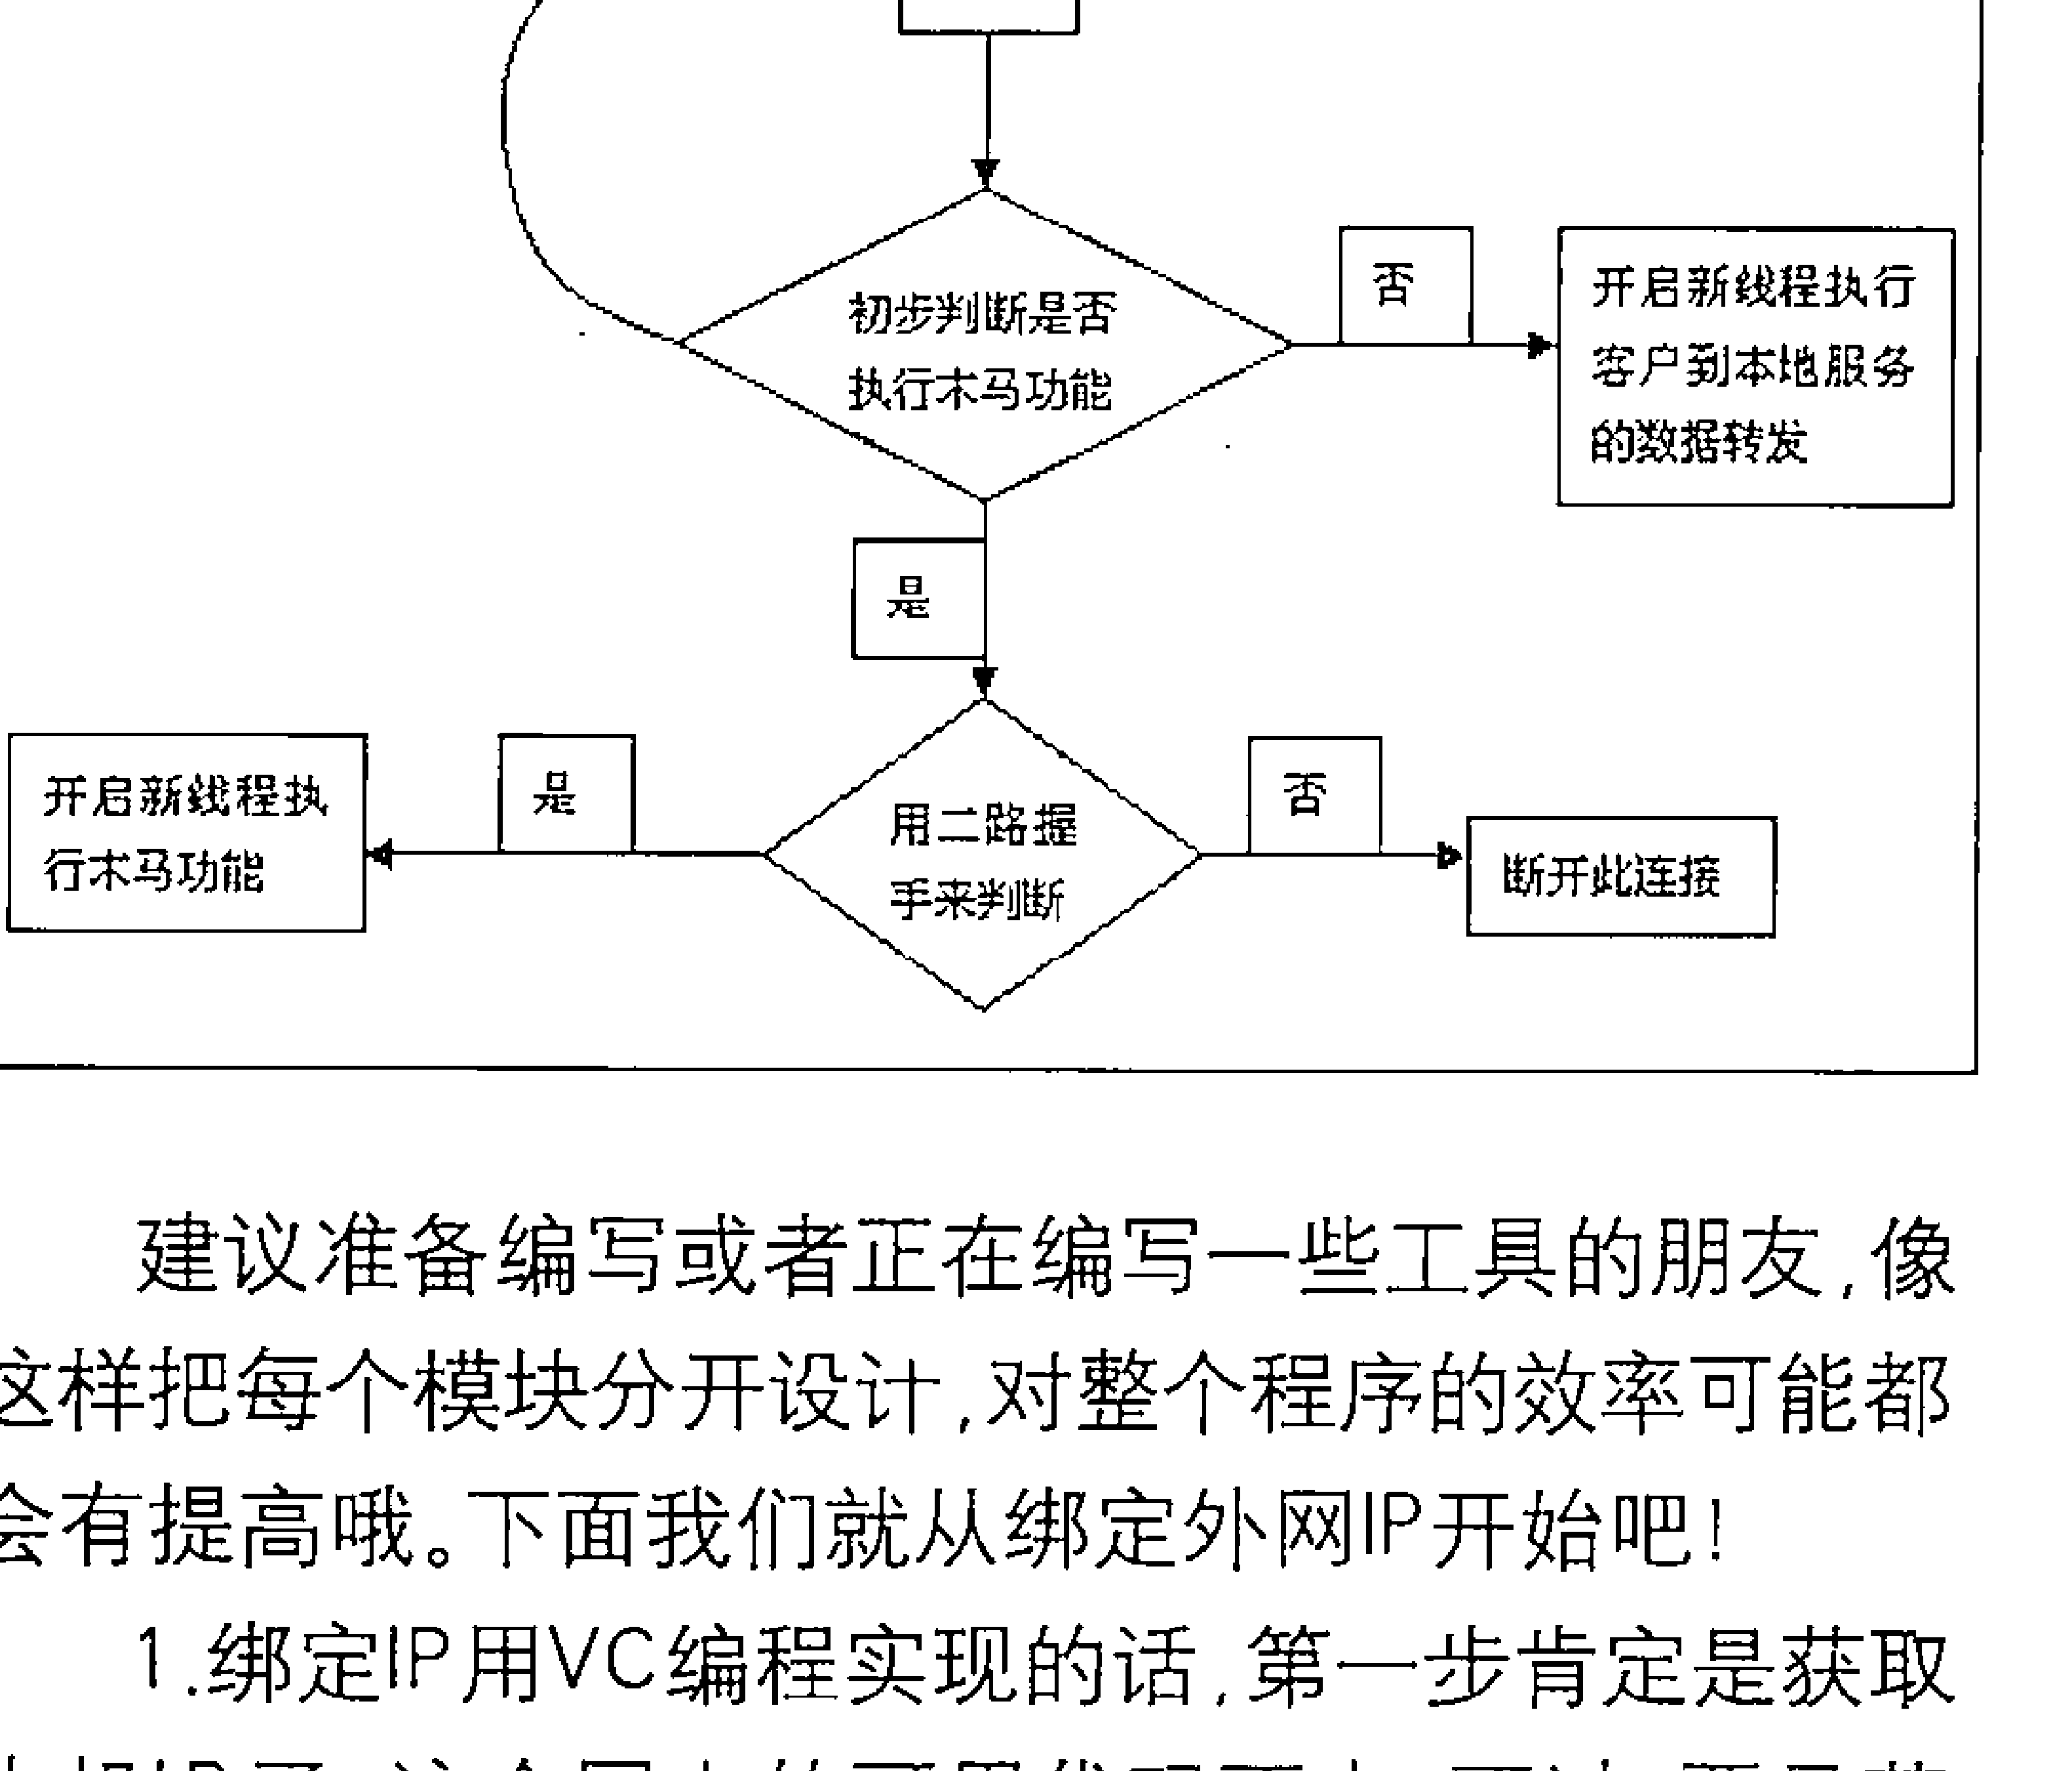 初步判断是否
执行木马功能
否
开启新线程执行
客户到本地服务
的数据转发
是
开启新线程执
行木马功能
是
用二路握
手来判断
否
断开此连接
建议准备编写或者正在编写一些工具的朋友,像
这样把每个模块分开设计,对整个程序的效率可能都
会有提高哦。下面我们就从绑定外网IP开始吧!
1.绑定IP用VC编程实现的话,第一步肯定是获取